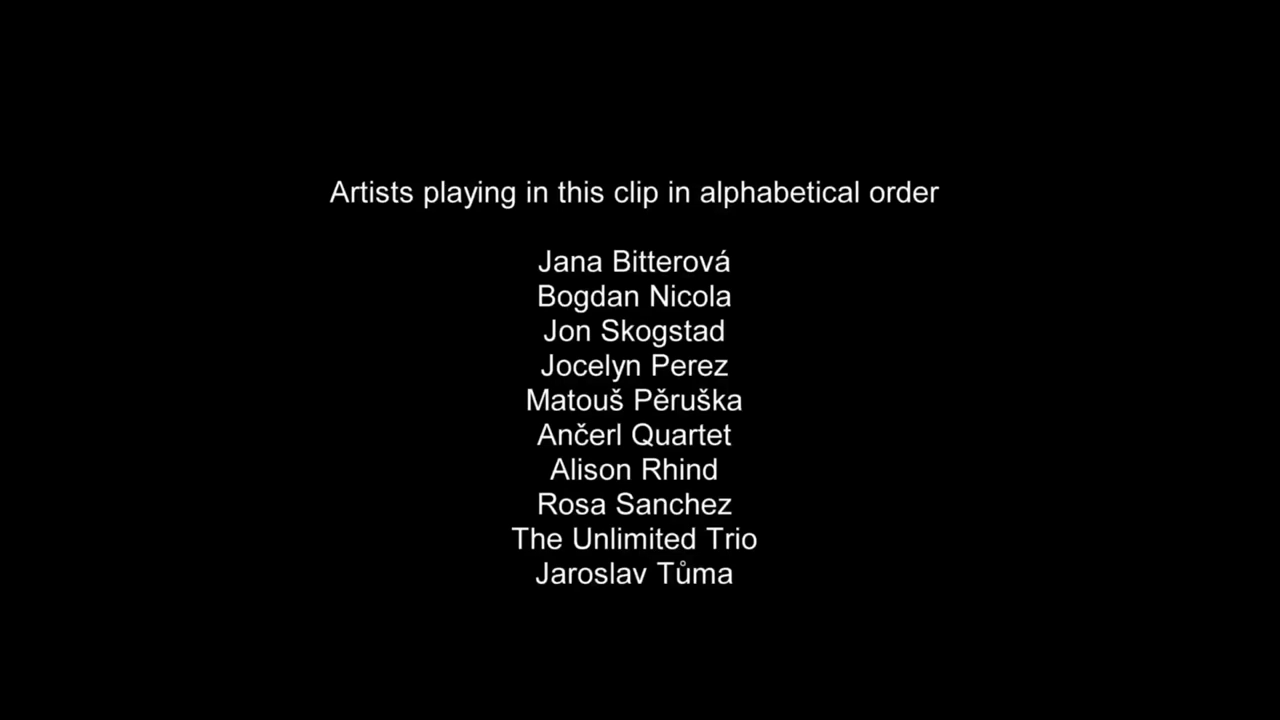 Artists playing in this clip in alphabetical order
Jana Bitterová
Bogdan Nicola
Jon Skogstad
Jocelyn Perez
Matouš Pěruška
Ančerl Quartet
Alison Rhind
Rosa Sanchez
The Unlimited Trio
Jaroslav Tůma